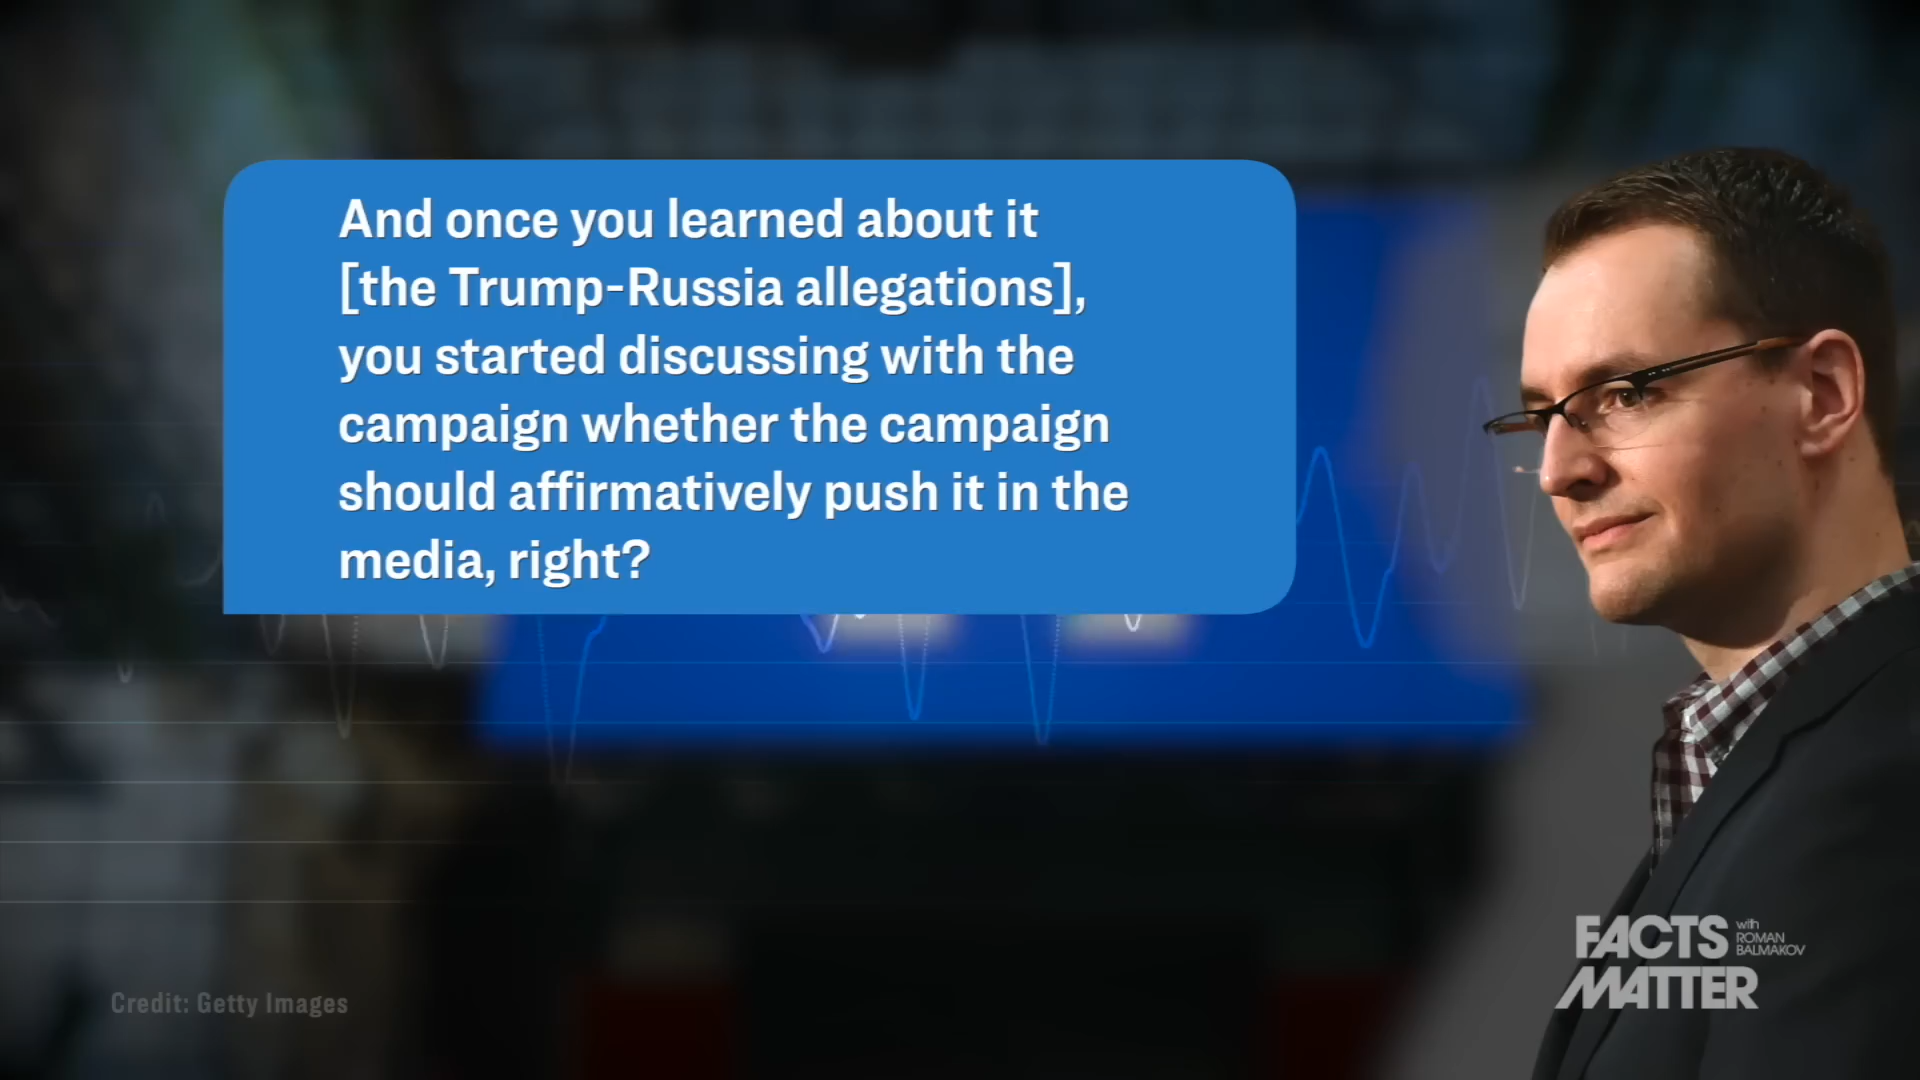 And once you learned about it
[the Trump-Russia allegations],
you started discussing with the
campaign whether the campaign
should affirmatively push it in the
media, right?
FACTS
with
ROMAN
BALMAKOV
MATTER
Credit: Getty Images